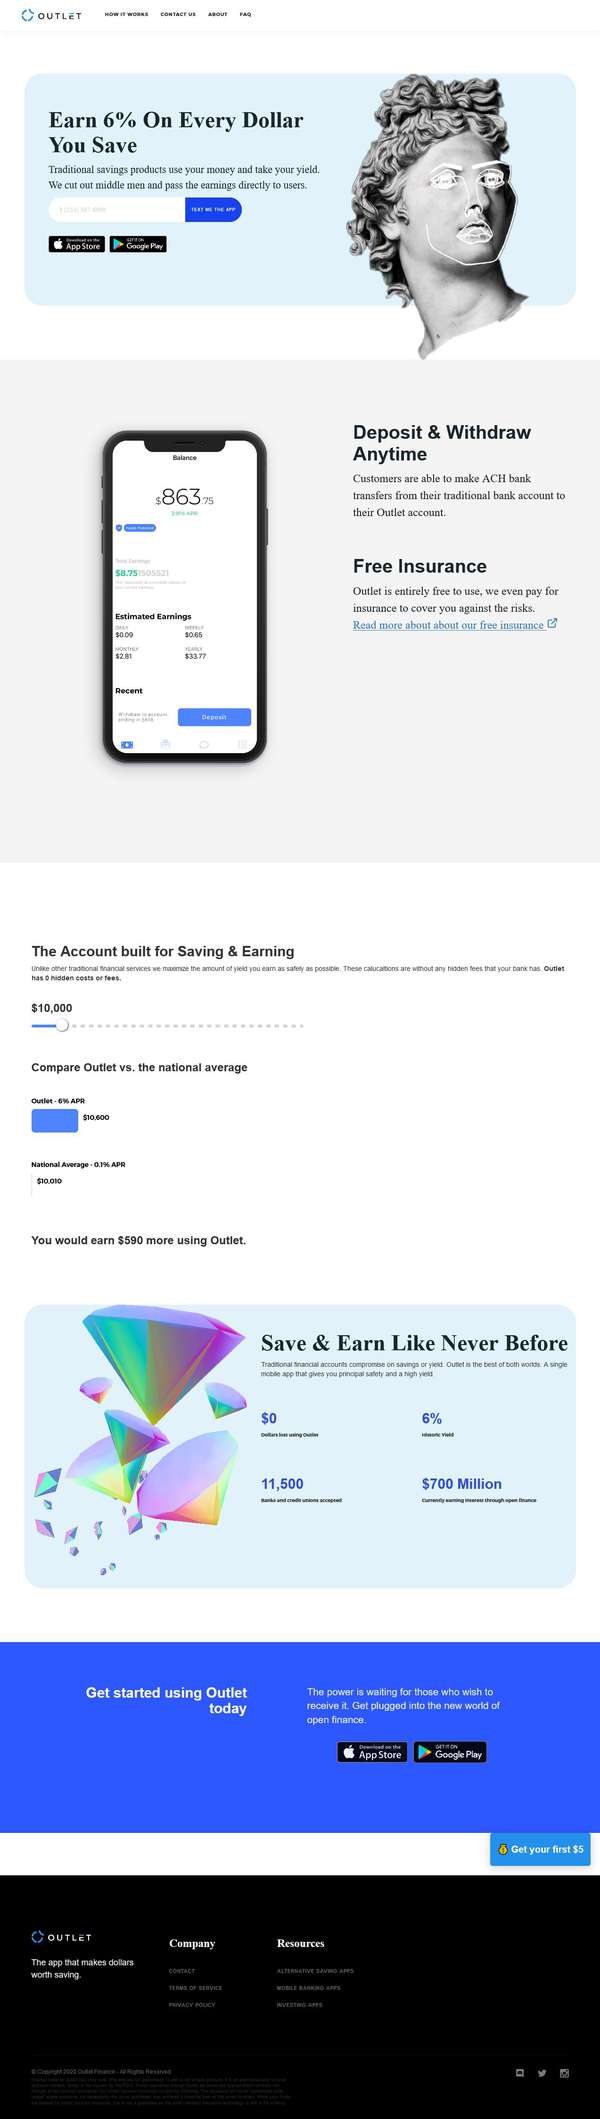 OUTLET
HOW IT WORKS
CONTACT US
ABOUT
FAQ
Earn 6% On Every Dollar
You Save
Traditional savings products use your money and take your yield.
We cut out middle men and pass the earnings directly to users.
TEXT ME THE APP
Download on the
App Store
GET IT ON
Google Play
Balance
$863.75
Total Earnings
$8.751505521
Estimated Earnings
DAILY
WEEKLY
$0.09
$0.65
MONTHLY
YEARLY
$2.81
$33.77
Recent
Withdraw to account
Deposit
Deposit & Withdraw
Anytime
Customers are able to make ACH bank
transfers from their traditional bank account to
their Outlet account.
Free Insurance
Outlet is entirely free to use, we even pay for
insurance to cover you against the risks.
Read more about about our free insurance
The Account built for Saving & Earning
Unlike other traditional financial services we maximize the amount of yield you earn as safely as possible. These calucaltions are without any hidden fees that your bank has. Outlet
has 0 hidden costs or fees.
$10,000
Compare Outlet vs. the national average
Outlet - 6% APR
$10,600
National Average - 0.1% APR
$10,010
You would earn $590 more using Outlet.
Save & Earn Like Never Before
Traditional financial accounts compromise on savings or yield. Outlet is the best of both worlds. A single
mobile app that gives you principal safety and a high yield.
$0
6%
Dollars lost using Outlet
Historic Yield
11,500
$700 Million
Banks and credit unions accepted
Currently earning interest through open finance
Get started using Outlet
today
The power is waiting for those who wish to
receive it. Get plugged into the new world of
open finance.
Download on the
App Store
GET IT ON
Google Play
Get your first $5
OUTLET
The app that makes dollars
worth saving.
Company
CONTACT
TERMS OF SERVICE
PRIVACY POLICY
Resources
ALTERNATIVE SAVING APPS
MOBILE BANKING APPS
INVESTING APPS
© Copyright 2020 Outlet Finance - All Rights Reserved